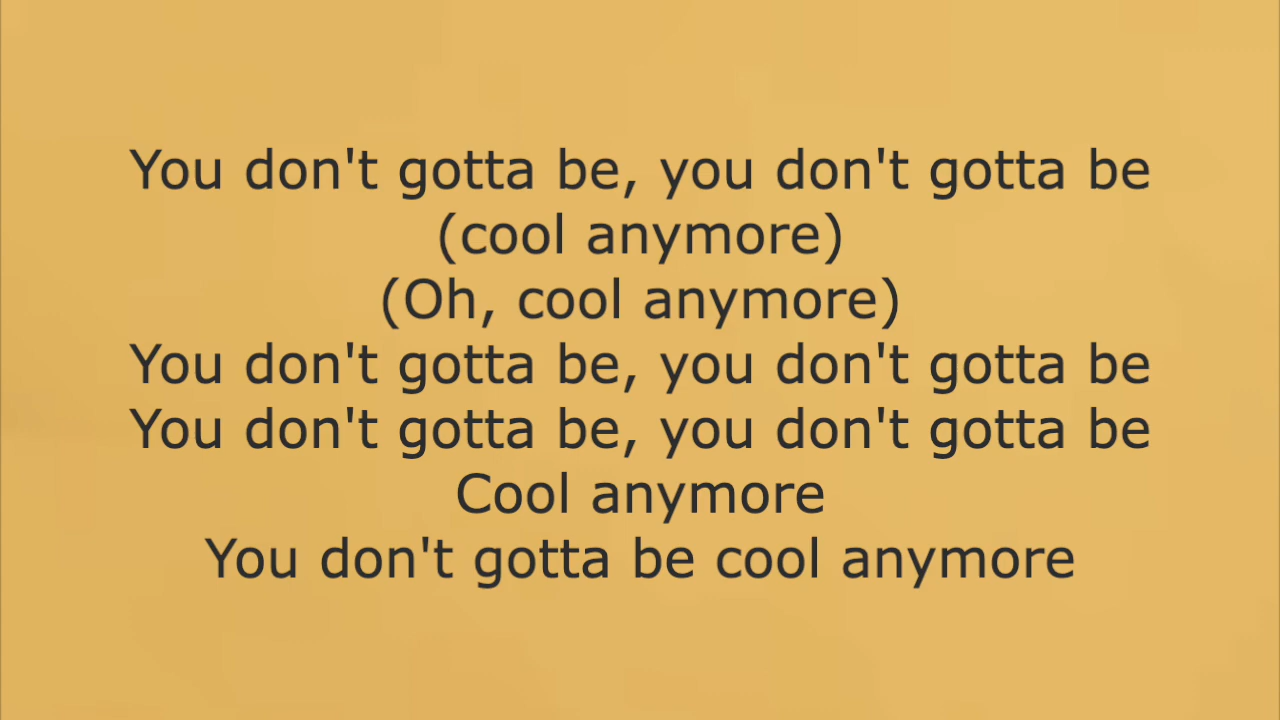 You don't gotta be, you don't gotta be
(cool anymore)
(Oh, cool anymore)
You don't gotta be, you don't gotta be
You don't gotta be, you don't gotta be
Cool anymore
You don't gotta be cool anymore